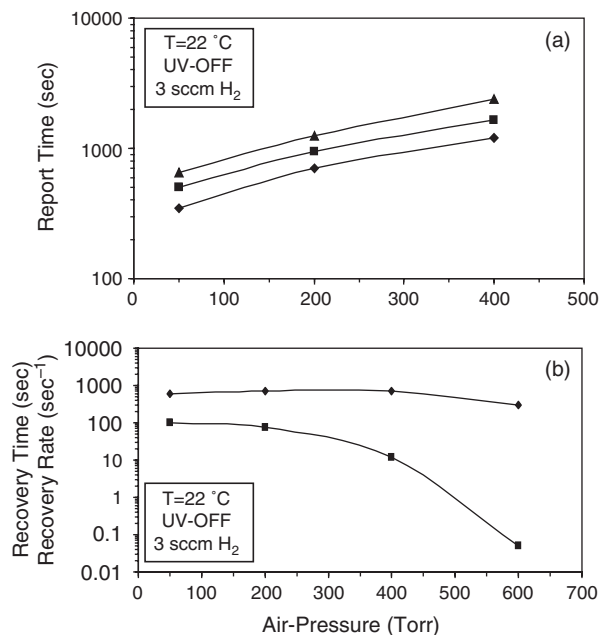 10000
1000
100
Report Time (sec)
T=22 °C
UV-OFF
3 sccm H₂
(a)
0 100 200 300 400 500
10000
1000
100
10
1
0.1
0.01
Recovery Time (sec)
Recovery Rate (sec⁻¹)
(b)
T=22 °C
UV-OFF
3 sccm H₂
0 100 200 300 400 500 600 700
Air-Pressure (Torr)